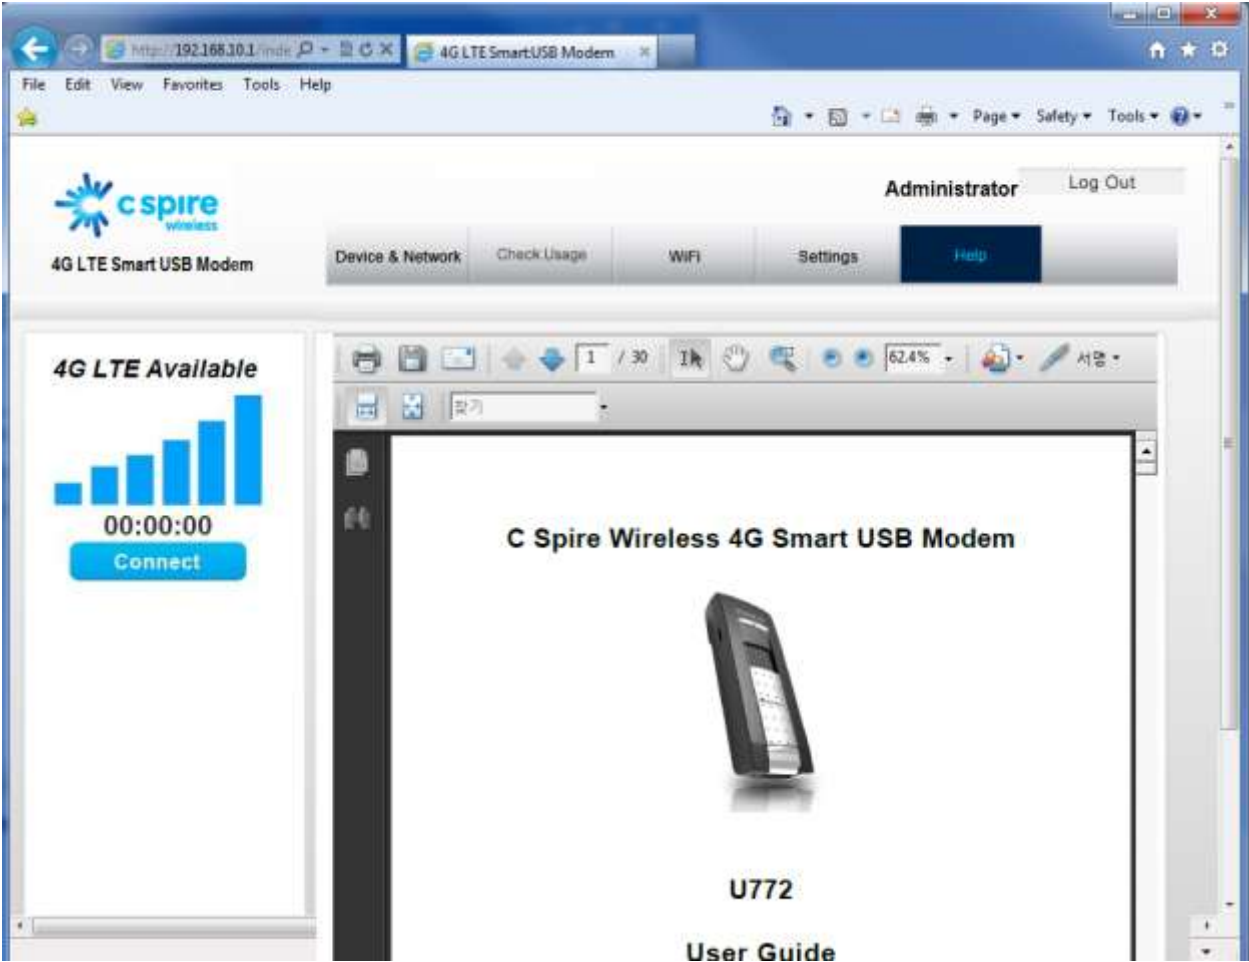 http://192.168.10.1/inde
4G LTE Smart USB Modem
File Edit View Favorites Tools Help
Page Safety Tools
c spire
wireless
4G LTE Smart USB Modem
Administrator Log Out
Device & Network Check Usage WiFi Settings Help
4G LTE Available
00:00:00
Connect
1 / 30 62.4% 서명
찾기
C Spire Wireless 4G Smart USB Modem
U772
User Guide